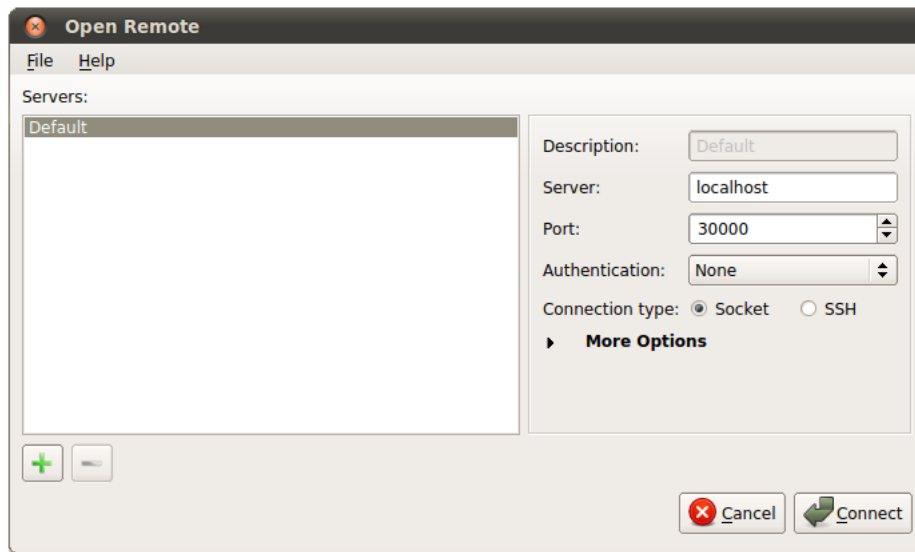 Open Remote
File Help
Servers:
Default
Description: Default
Server: localhost
Port: 30000
Authentication: None
Connection type: Socket SSH
More Options
Cancel Connect